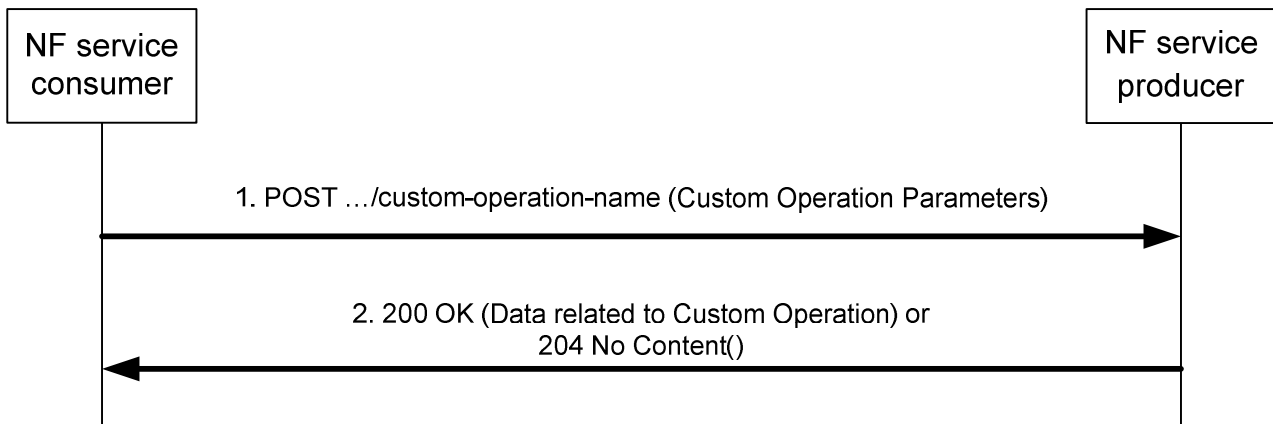 NF service
consumer
NF service
producer
1. POST …/custom-operation-name (Custom Operation Parameters)
2. 200 OK (Data related to Custom Operation) or
204 No Content()